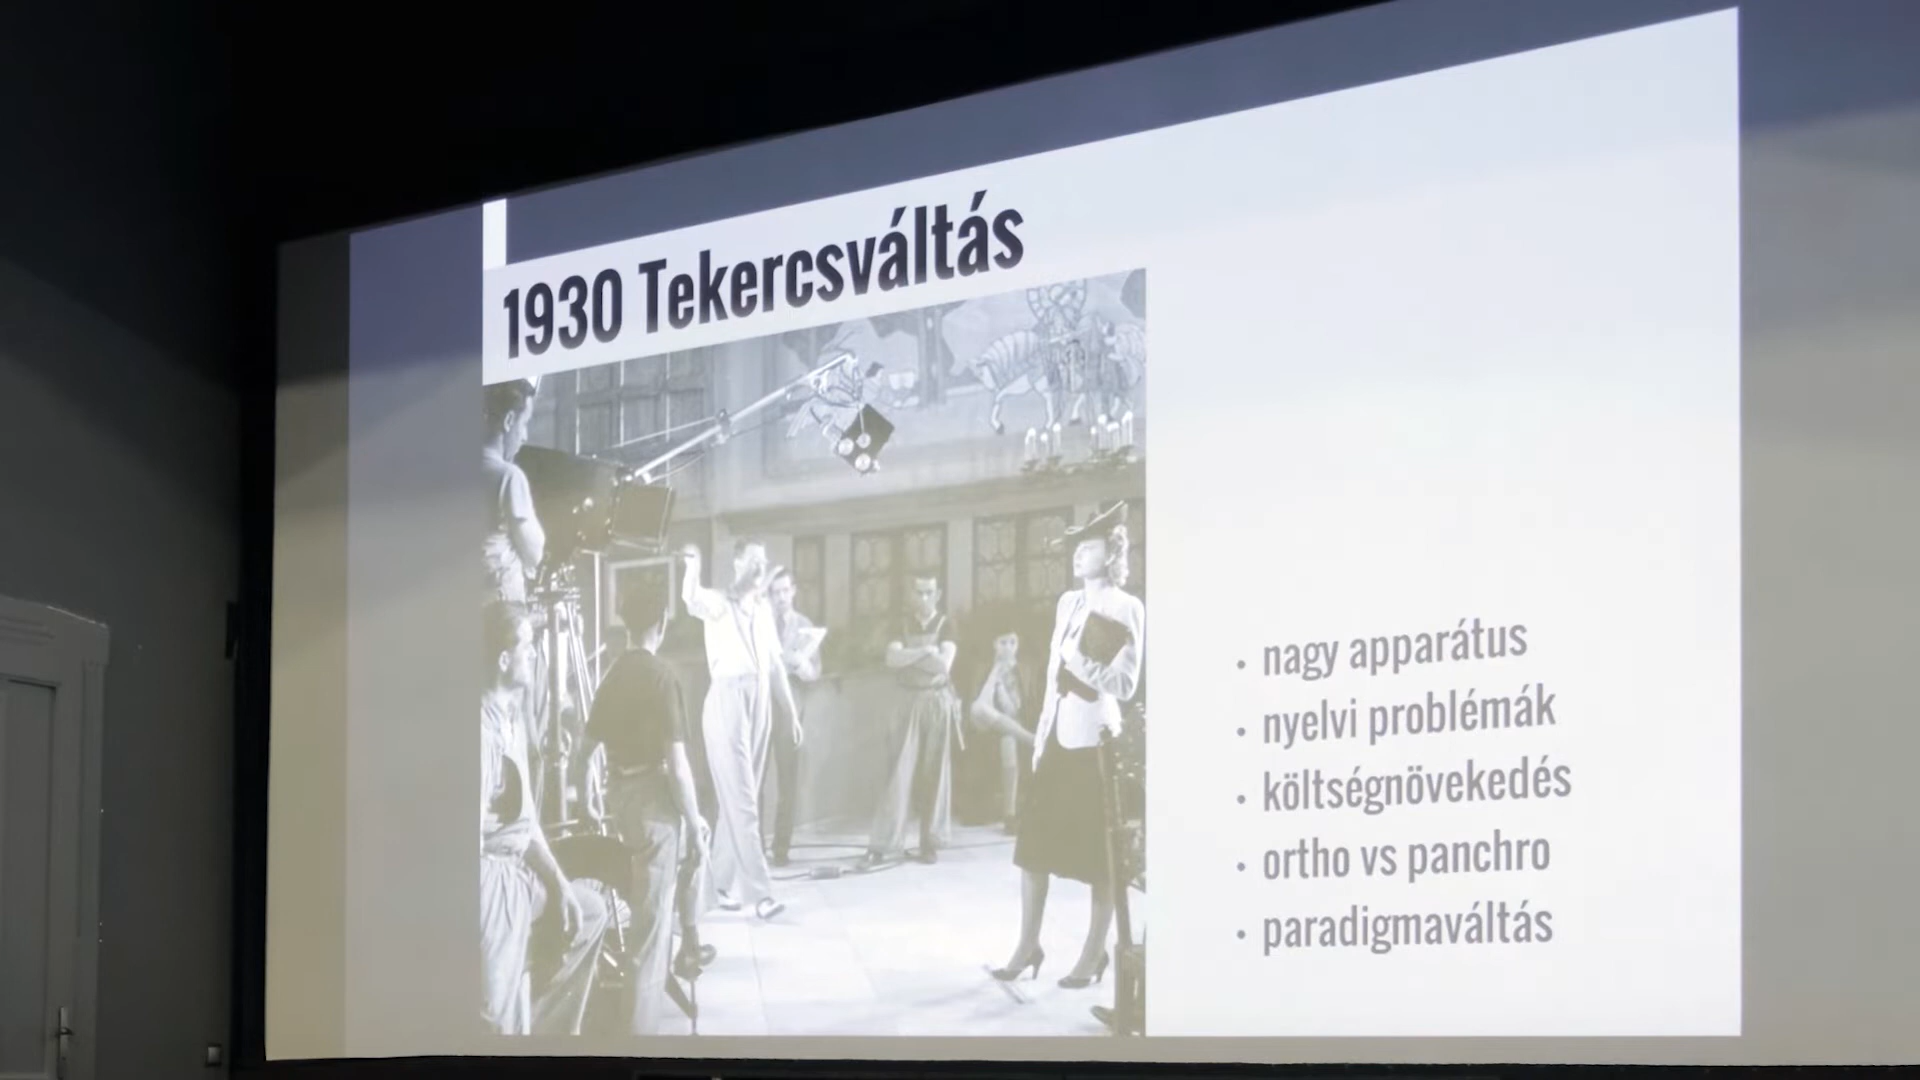 1930 Tekercsváltás
• nagy apparátus
• nyelvi problémák
• költségnövekedés
• ortho vs panchro
• paradigmaváltás